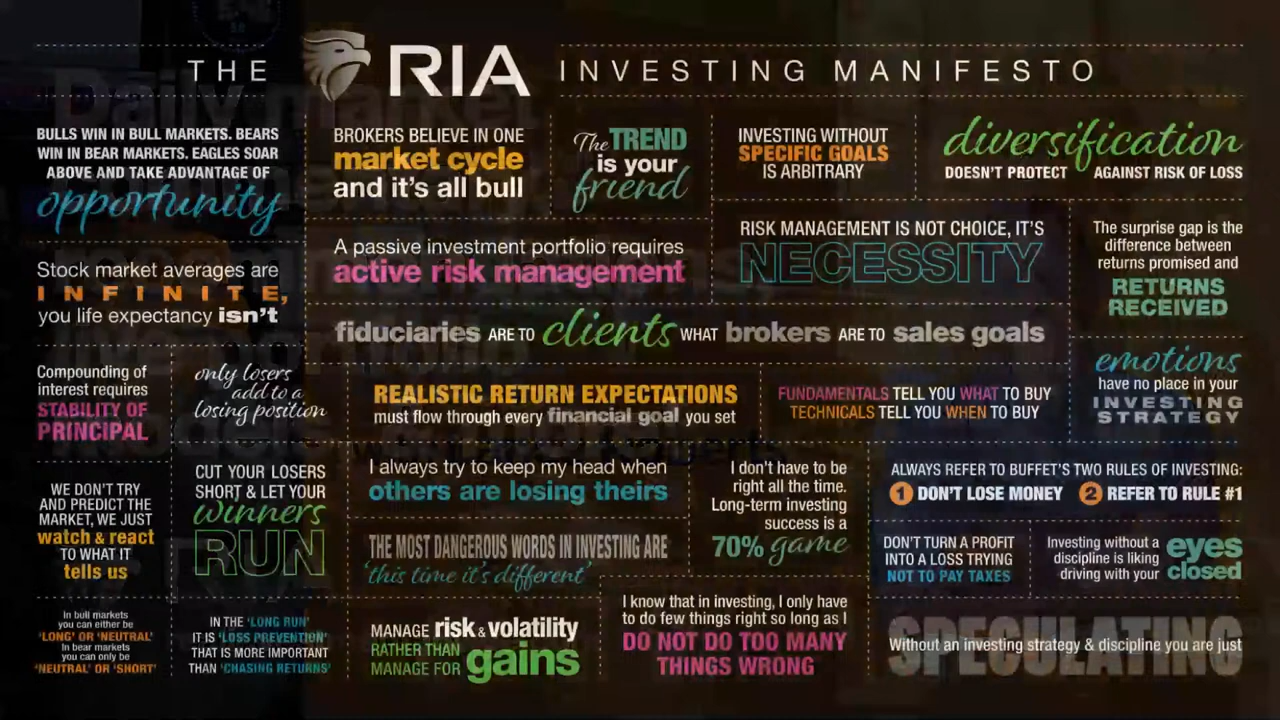 THE RIA INVESTING MANIFESTO
BULLS WIN IN BULL MARKETS. BEARS
WIN IN BEAR MARKETS. EAGLES SOAR
ABOVE AND TAKE ADVANTAGE OF
opportunity
BROKERS BELIEVE IN ONE
market cycle
and it's all bull
The TREND
is your
friend
INVESTING WITHOUT
SPECIFIC GOALS
IS ARBITRARY
diversification
DOESN'T PROTECT AGAINST RISK OF LOSS
Stock market averages are
INFINITE,
you life expectancy isn't
A passive investment portfolio requires
active risk management
RISK MANAGEMENT IS NOT CHOICE, IT'S
NECESSITY
The surprise gap is the
difference between
returns promised and
RETURNS
RECEIVED
fiduciaries ARE TO clients WHAT brokers ARE TO sales goals
Compounding of
interest requires
STABILITY OF
PRINCIPAL
only losers
add to a
losing position
REALISTIC RETURN EXPECTATIONS
must flow through every financial goal you set
FUNDAMENTALS TELL YOU WHAT TO BUY
TECHNICALS TELL YOU WHEN TO BUY
emotions
have no place in your
INVESTING
STRATEGY
WE DON'T TRY
AND PREDICT THE
MARKET, WE JUST
watch & react
TO WHAT IT
tells us
CUT YOUR LOSERS
SHORT & LET YOUR
winners
RUN
I always try to keep my head when
others are losing theirs
I don't have to be
right all the time.
Long-term investing
success is a
70% game
ALWAYS REFER TO BUFFET'S TWO RULES OF INVESTING:
1 DON'T LOSE MONEY 2 REFER TO RULE #1
THE MOST DANGEROUS WORDS IN INVESTING ARE
'this time it's different'
DON'T TURN A PROFIT
INTO A LOSS TRYING
NOT TO PAY TAXES
Investing without a
discipline is liking
driving with your
eyes
closed
In bull markets
you can either be
'LONG' OR 'NEUTRAL'
In bear markets
you can only be
'NEUTRAL' OR 'SHORT'
IN THE 'LONG RUN'
IT IS 'LOSS PREVENTION'
THAT IS MORE IMPORTANT
THAN 'CHASING RETURNS'
MANAGE risk & volatility
RATHER THAN
MANAGE FOR gains
I know that in investing, I only have
to do few things right so long as I
DO NOT DO TOO MANY
THINGS WRONG
Without an investing strategy & discipline you are just
SPECULATING
Daily market